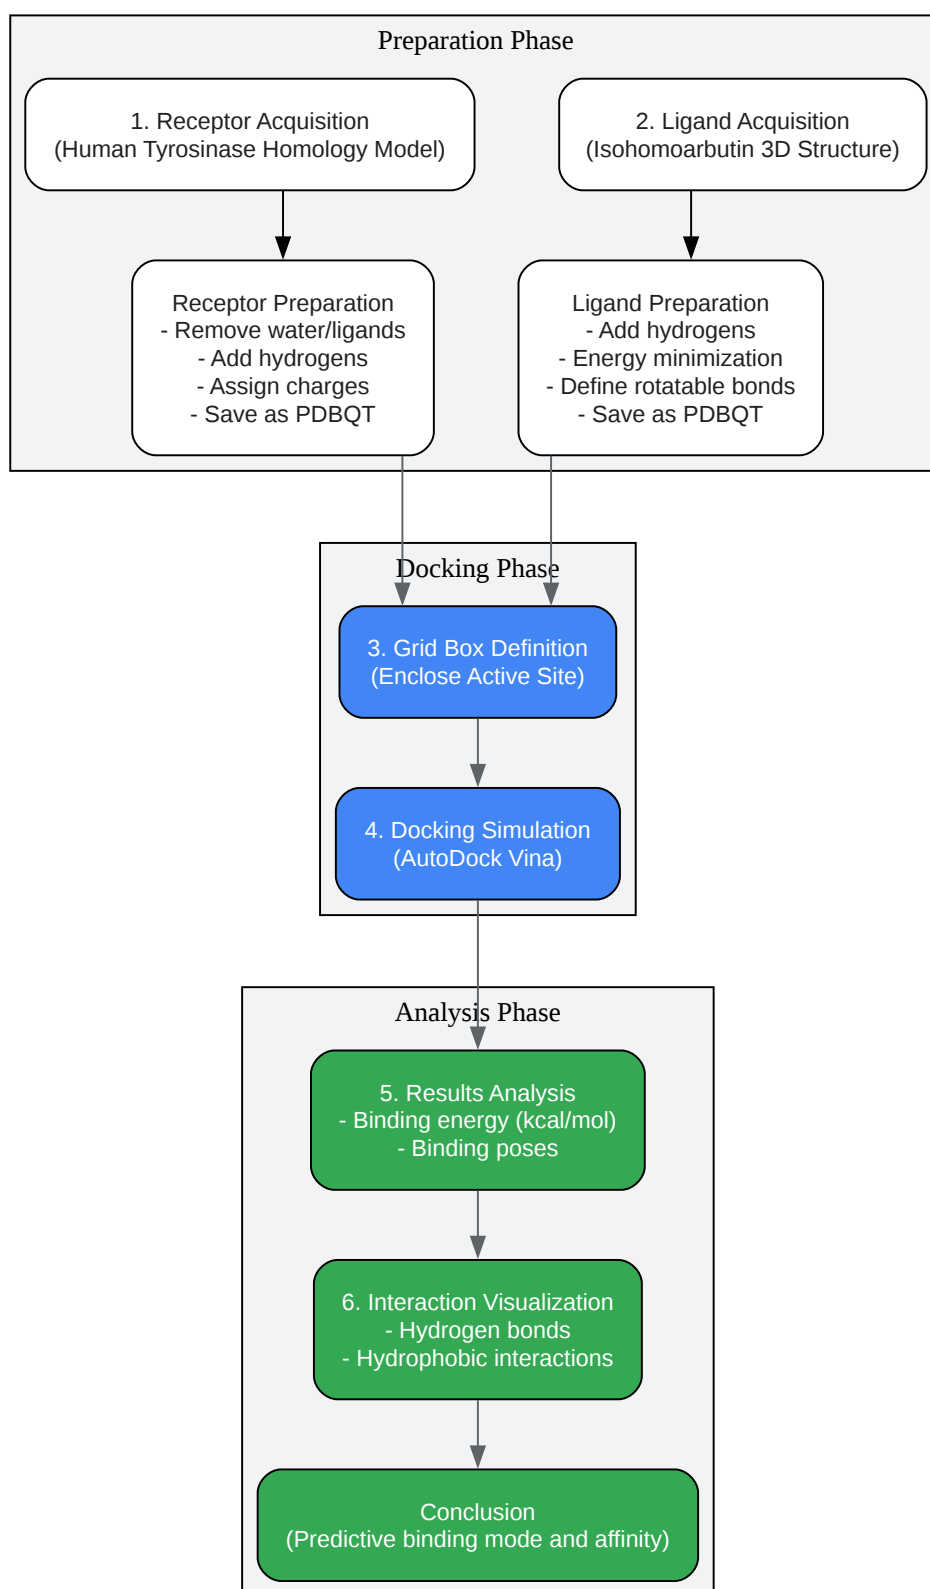 Preparation Phase
1. Receptor Acquisition
(Human Tyrosinase Homology Model)
2. Ligand Acquisition
(Isohomoarbutin 3D Structure)
Receptor Preparation
- Remove water/ligands
- Add hydrogens
- Assign charges
- Save as PDBQT
Ligand Preparation
- Add hydrogens
- Energy minimization
- Define rotatable bonds
- Save as PDBQT
Docking Phase
3. Grid Box Definition
(Enclose Active Site)
4. Docking Simulation
(AutoDock Vina)
Analysis Phase
5. Results Analysis
- Binding energy (kcal/mol)
- Binding poses
6. Interaction Visualization
- Hydrogen bonds
- Hydrophobic interactions
Conclusion
(Predictive binding mode and affinity)